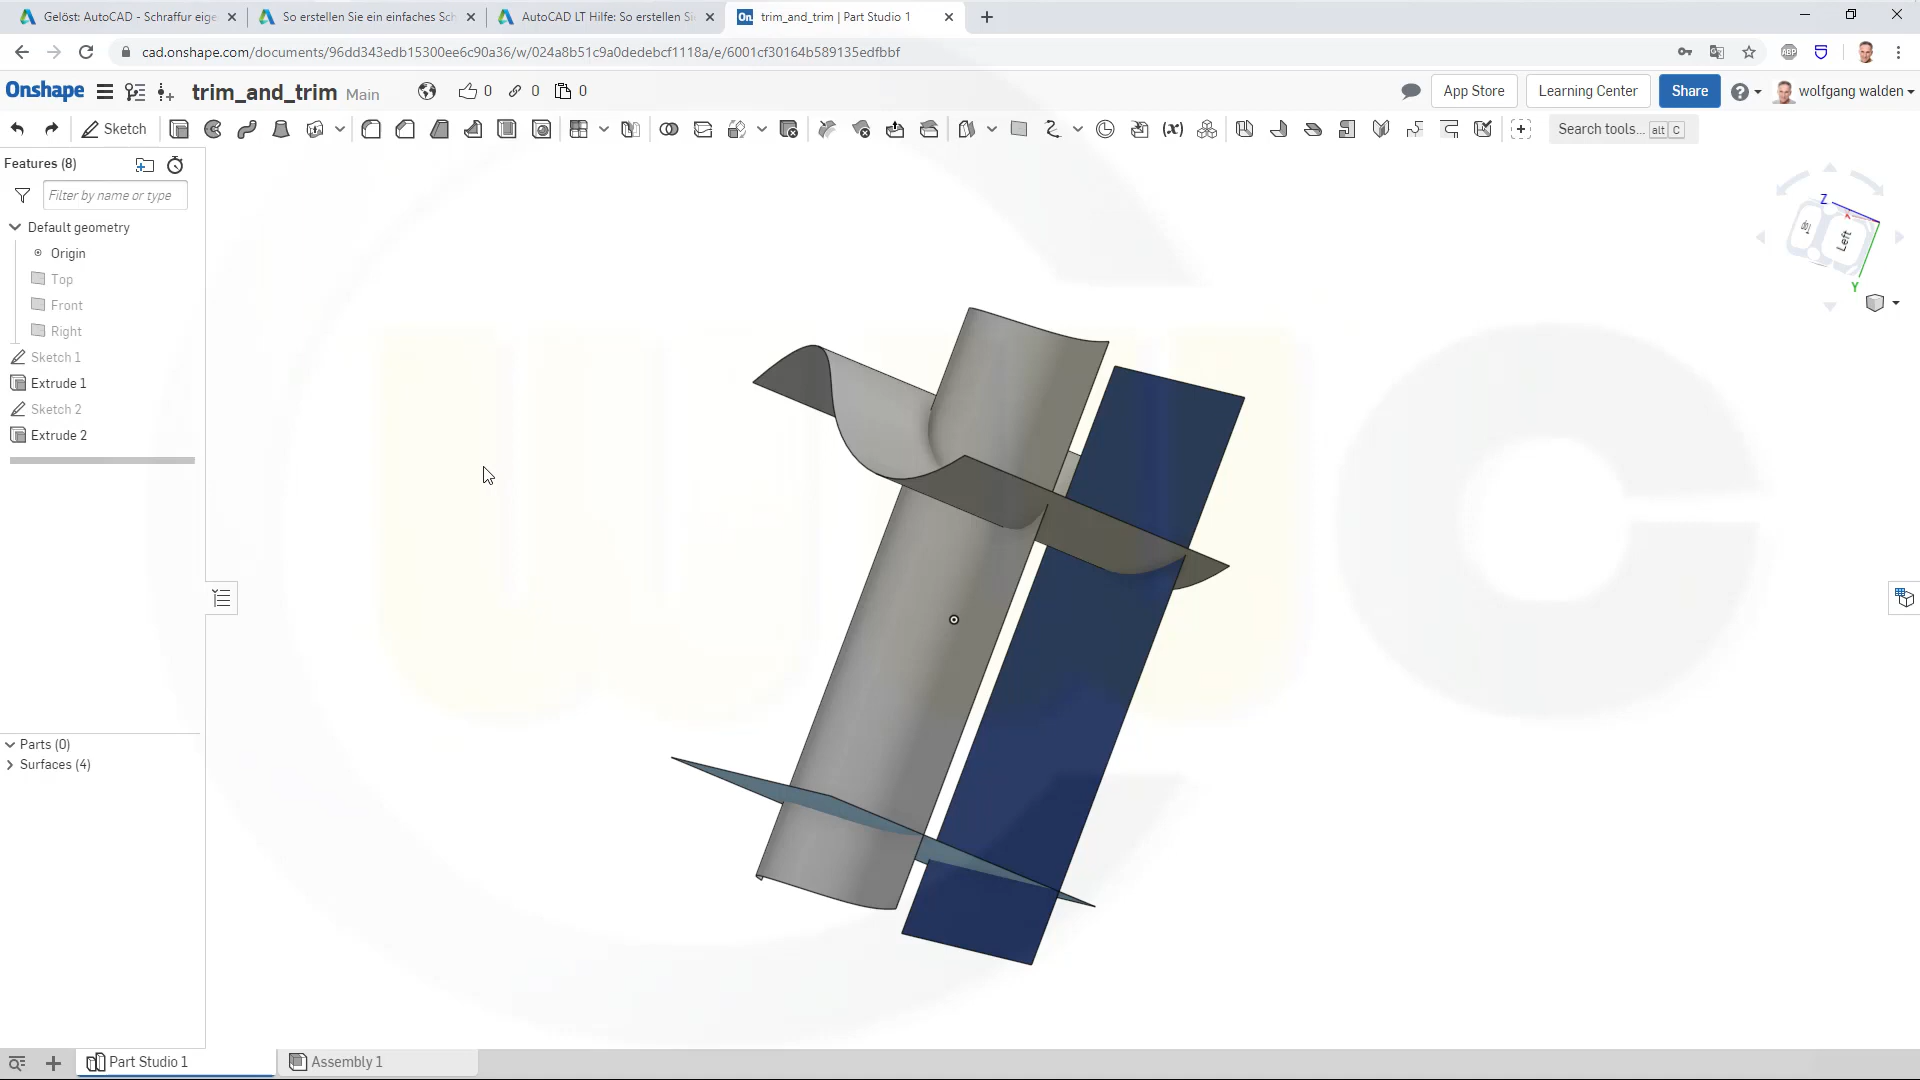 Gelöst: AutoCAD - Schraffur eige
So erstellen Sie ein einfaches Sch
AutoCAD LT Hilfe: So erstellen Si
On.
trim_and_trim | Part Studio 1
cad.onshape.com/documents/96dd343edb15300ee6c90a36/w/024a8b51c9a0dedebcf1118a/e/6001cf30164b589135edfbbf
ABP
Onshape
trim_and_trim Main
0
0
0
App Store
Learning Center
Share
wolfgang walden
Sketch
(x)
Search tools... alt C
Features (8)
Filter by name or type
Default geometry
Origin
Top
Front
Right
Sketch 1
Extrude 1
Sketch 2
Extrude 2
Parts (0)
Surfaces (4)
Z
X
Top
Left
Y
Part Studio 1
Assembly 1